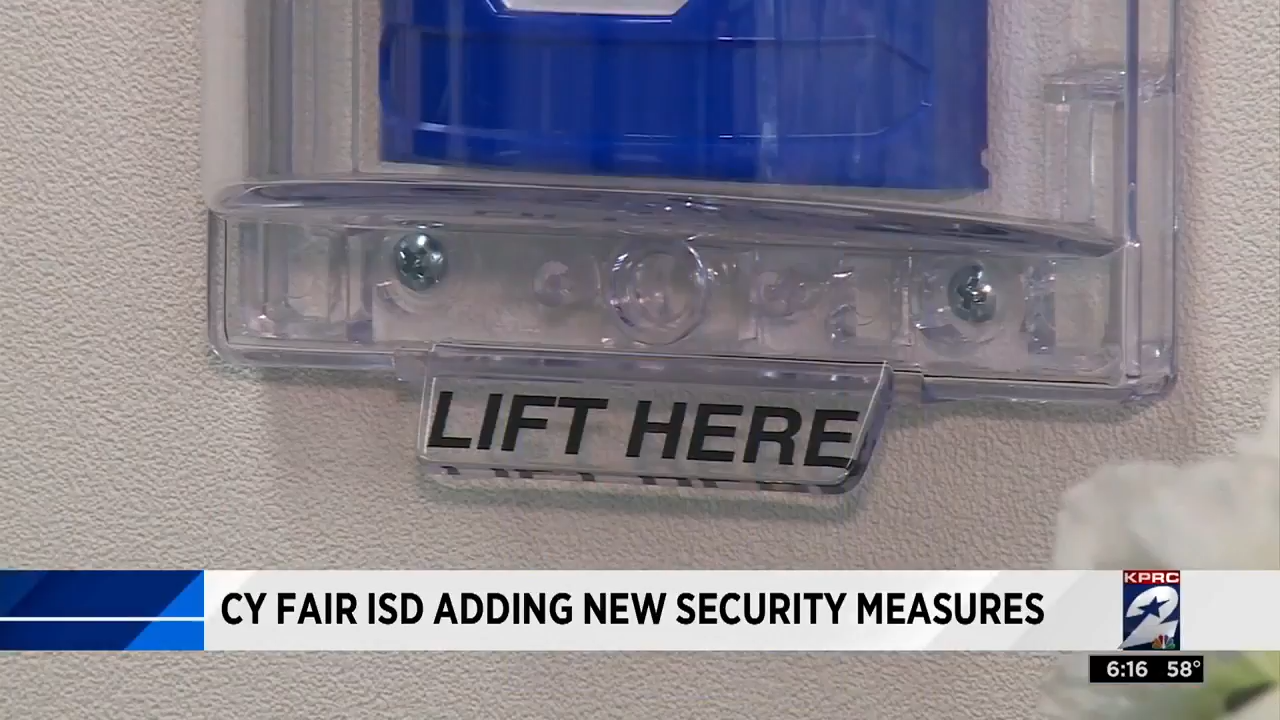 LIFT HERE
CY FAIR ISD ADDING NEW SECURITY MEASURES
KPRC
2
6:16 58°